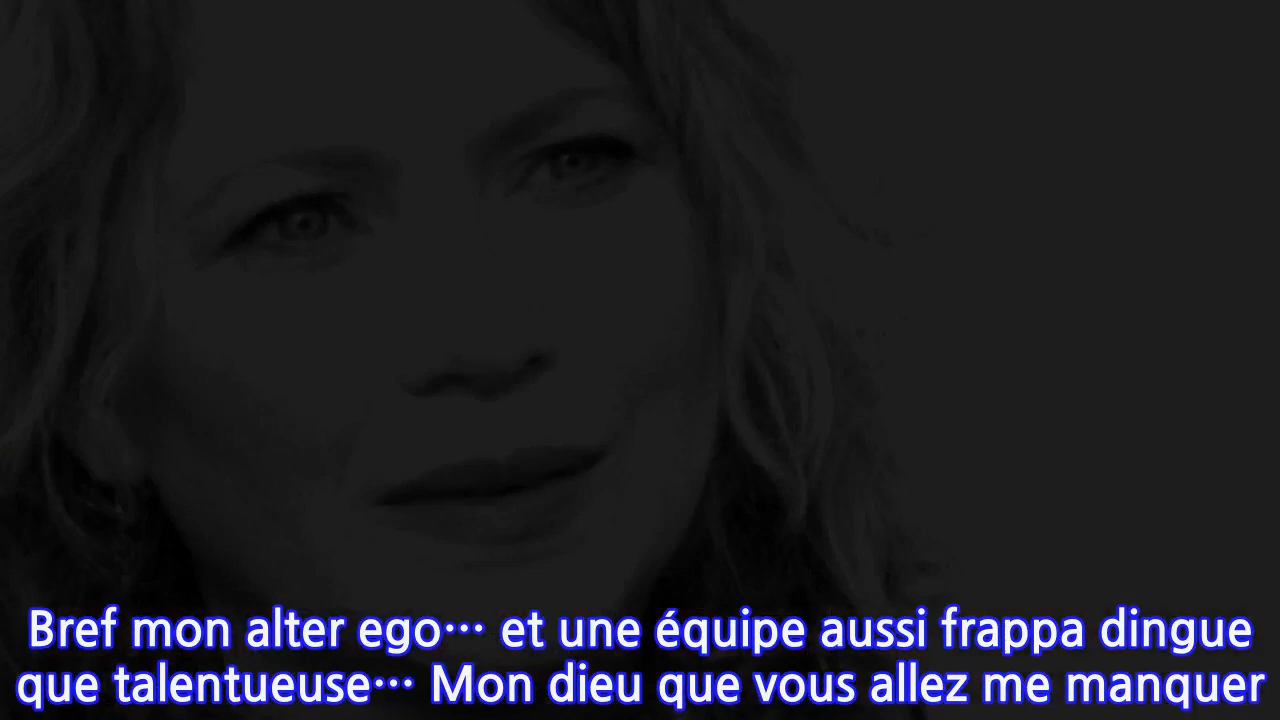 Bref mon alter ego… et une équipe aussi frappa dingue
que talentueuse… Mon dieu que vous allez me manquer